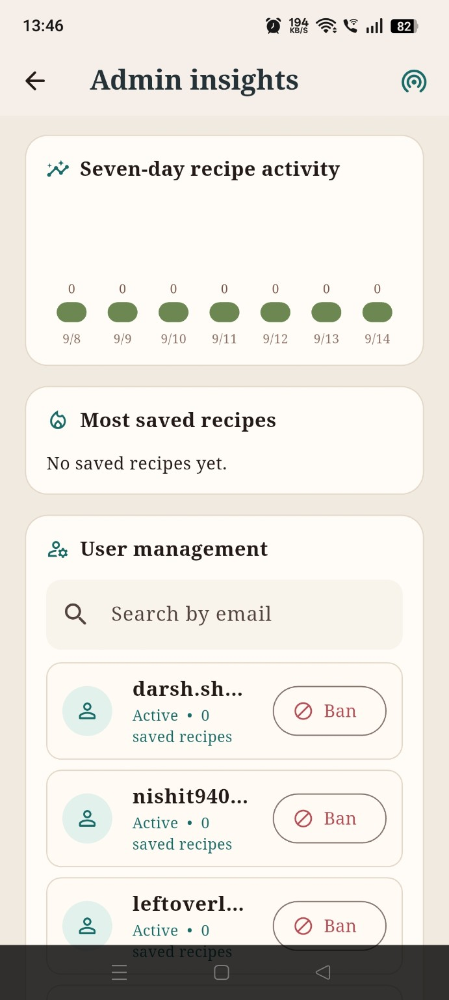 13:46
194
KB/S
82
Admin insights
Seven-day recipe activity
0 0 0 0 0 0 0
9/8 9/9 9/10 9/11 9/12 9/13 9/14
Most saved recipes
No saved recipes yet.
User management
Search by email
darsh.sh...
Active • 0
saved recipes
Ban
nishit940...
Active • 0
saved recipes
Ban
leftoverl...
Active • 0
saved recipes
Ban